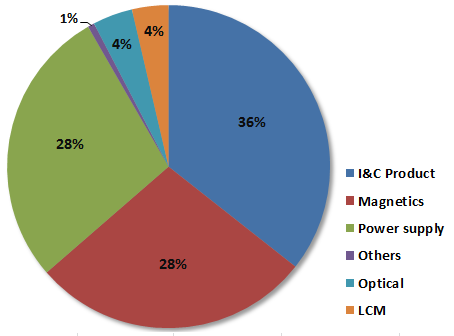 1%
4%
4%
36%
28%
28%
I&C Product
Magnetics
Power supply
Others
Optical
LCM